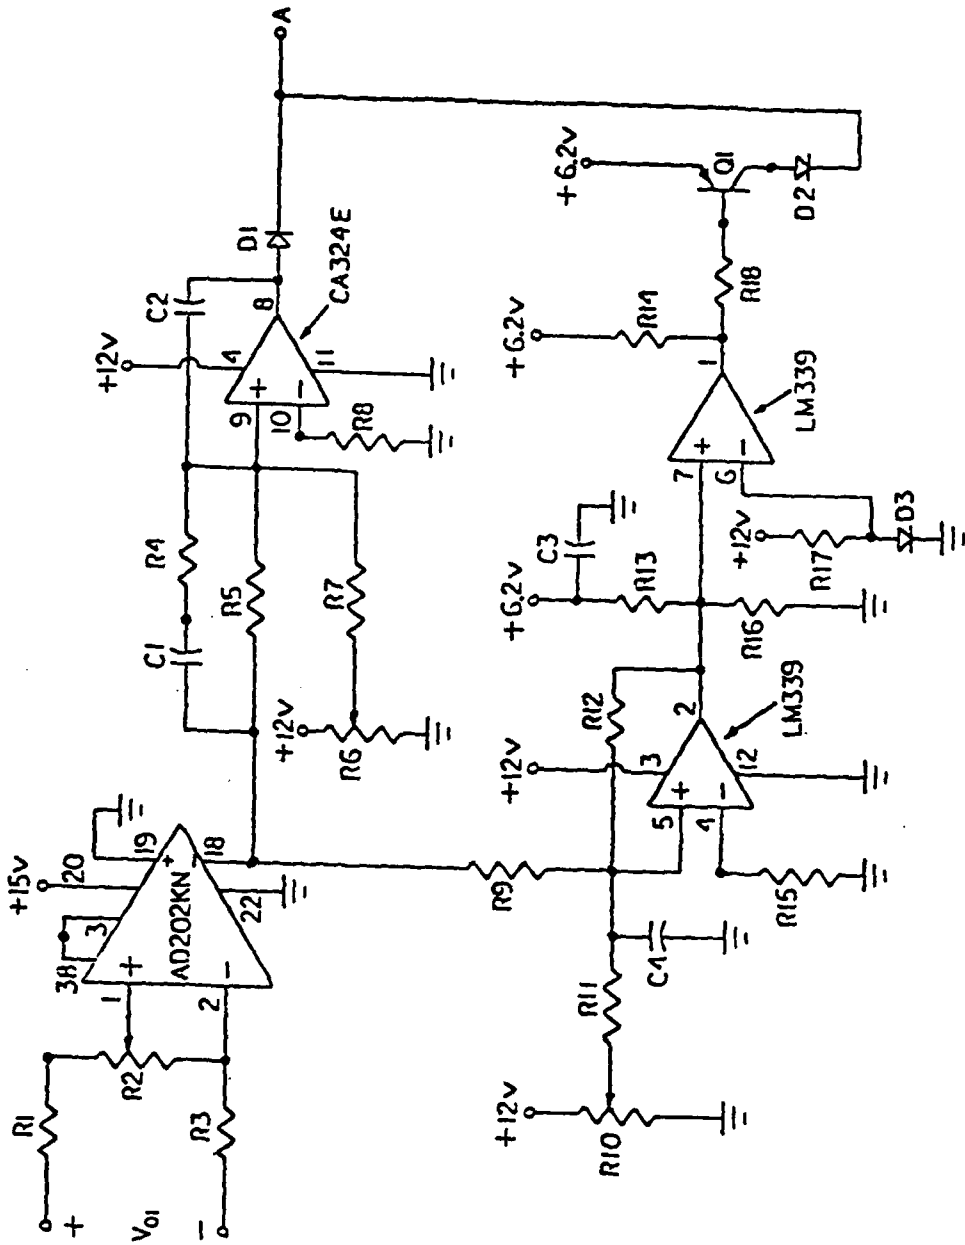 A
D1
C2
8
CA324E
+12V
4
+
−
11
9
10
R8
R4
R5
R7
C1
+12V
R6
+15V
20
19
+
−
18
AD202KN
3
38
22
+
−
1
2
R2
R1
R3
+
V01
−
+6.2V
Q1
D2
R18
+6.2V
R14
1
LM339
+
−
7
6
+12V
R17
D3
C3
+6.2V
R13
R16
R12
2
LM339
+12V
3
12
+
−
5
4
R15
R9
C4
R11
+12V
R10